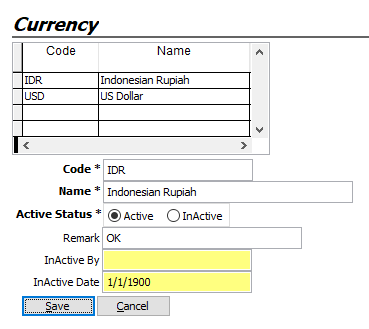 Currency
Code Name
IDR Indonesian Rupiah
USD US Dollar
Code * IDR
Name * Indonesian Rupiah
Active Status * Active InActive
Remark OK
InActive By
InActive Date 1/1/1900
Save Cancel